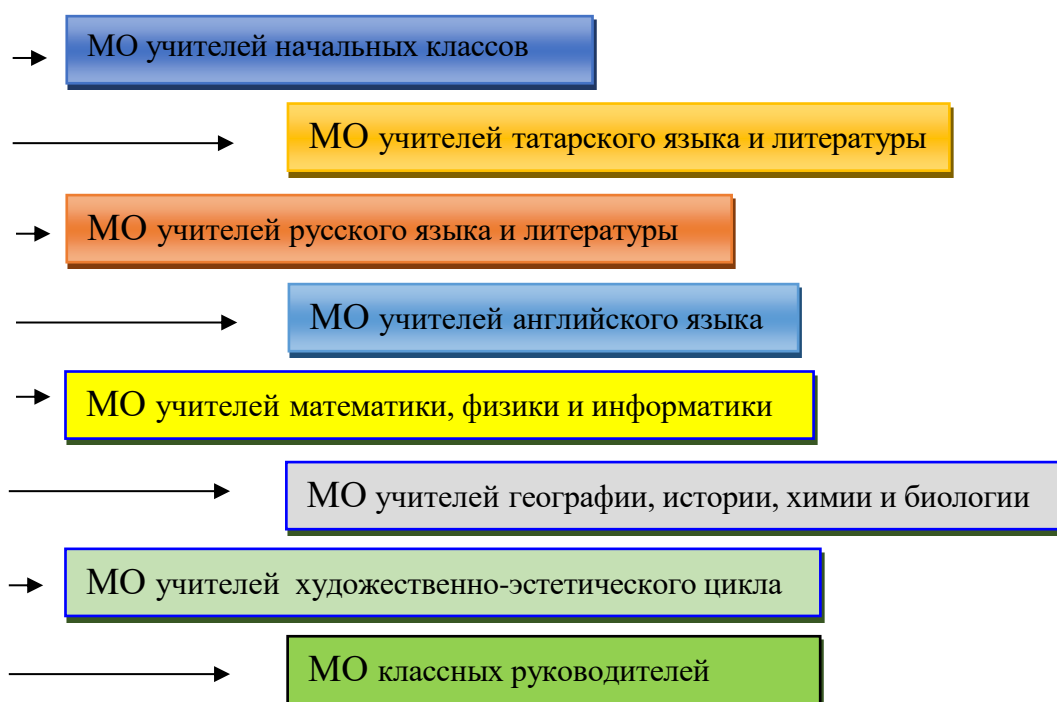 МО учителей начальных классов
МО учителей татарского языка и литературы
МО учителей русского языка и литературы
МО учителей английского языка
МО учителей математики, физики и информатики
МО учителей географии, истории, химии и биологии
МО учителей художественно-эстетического цикла
МО классных руководителей